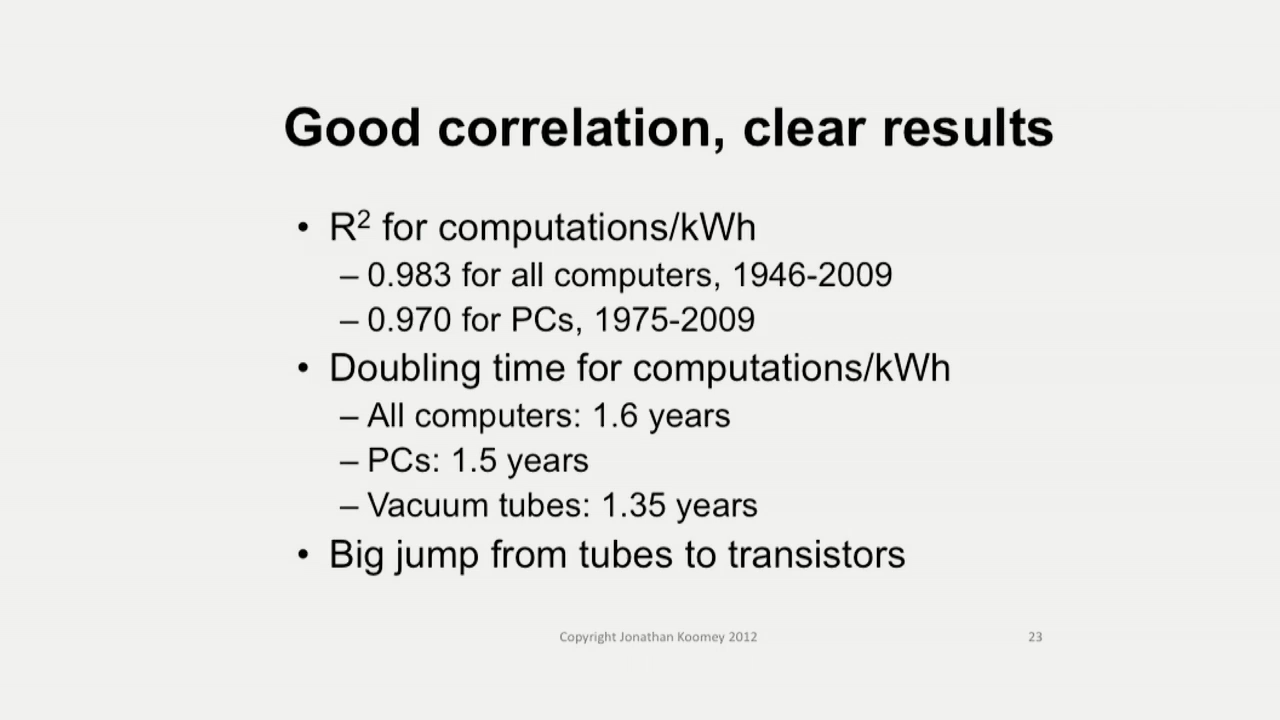 Good correlation, clear results
• R² for computations/kWh
– 0.983 for all computers, 1946-2009
– 0.970 for PCs, 1975-2009
• Doubling time for computations/kWh
– All computers: 1.6 years
– PCs: 1.5 years
– Vacuum tubes: 1.35 years
• Big jump from tubes to transistors
Copyright Jonathan Koomey 2012
23